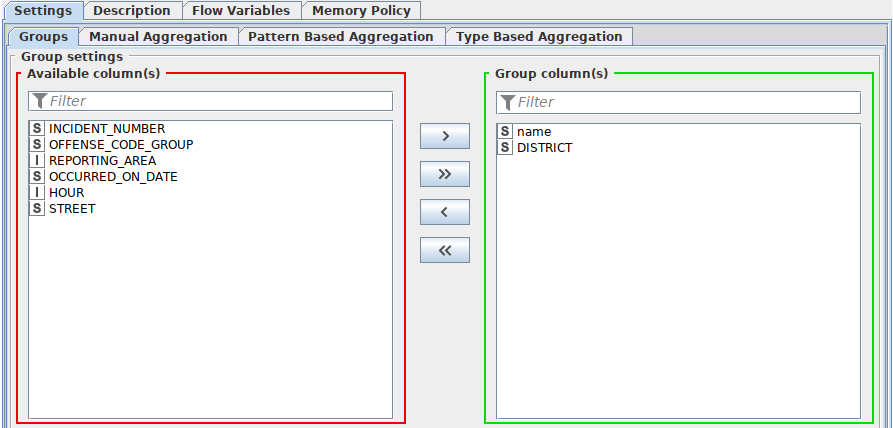 Settings Description Flow Variables Memory Policy
Groups Manual Aggregation Pattern Based Aggregation Type Based Aggregation
Group settings
Available column(s)
Filter
S INCIDENT_NUMBER
S OFFENSE_CODE_GROUP
I REPORTING_AREA
S OCCURRED_ON_DATE
I HOUR
S STREET
>
>>
<
<<
Group column(s)
Filter
S name
S DISTRICT